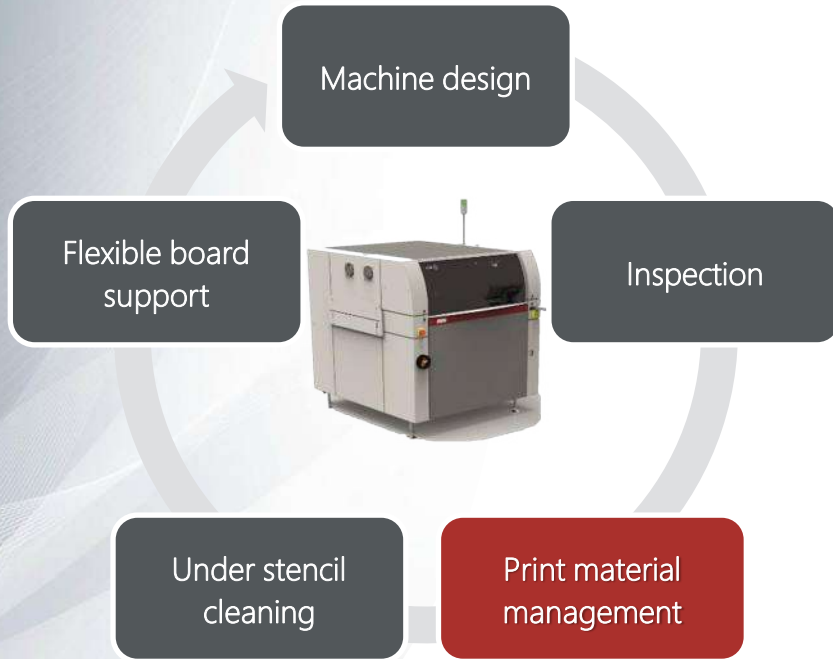 Machine design
Flexible board
support
Inspection
Under stencil
cleaning
Print material
management